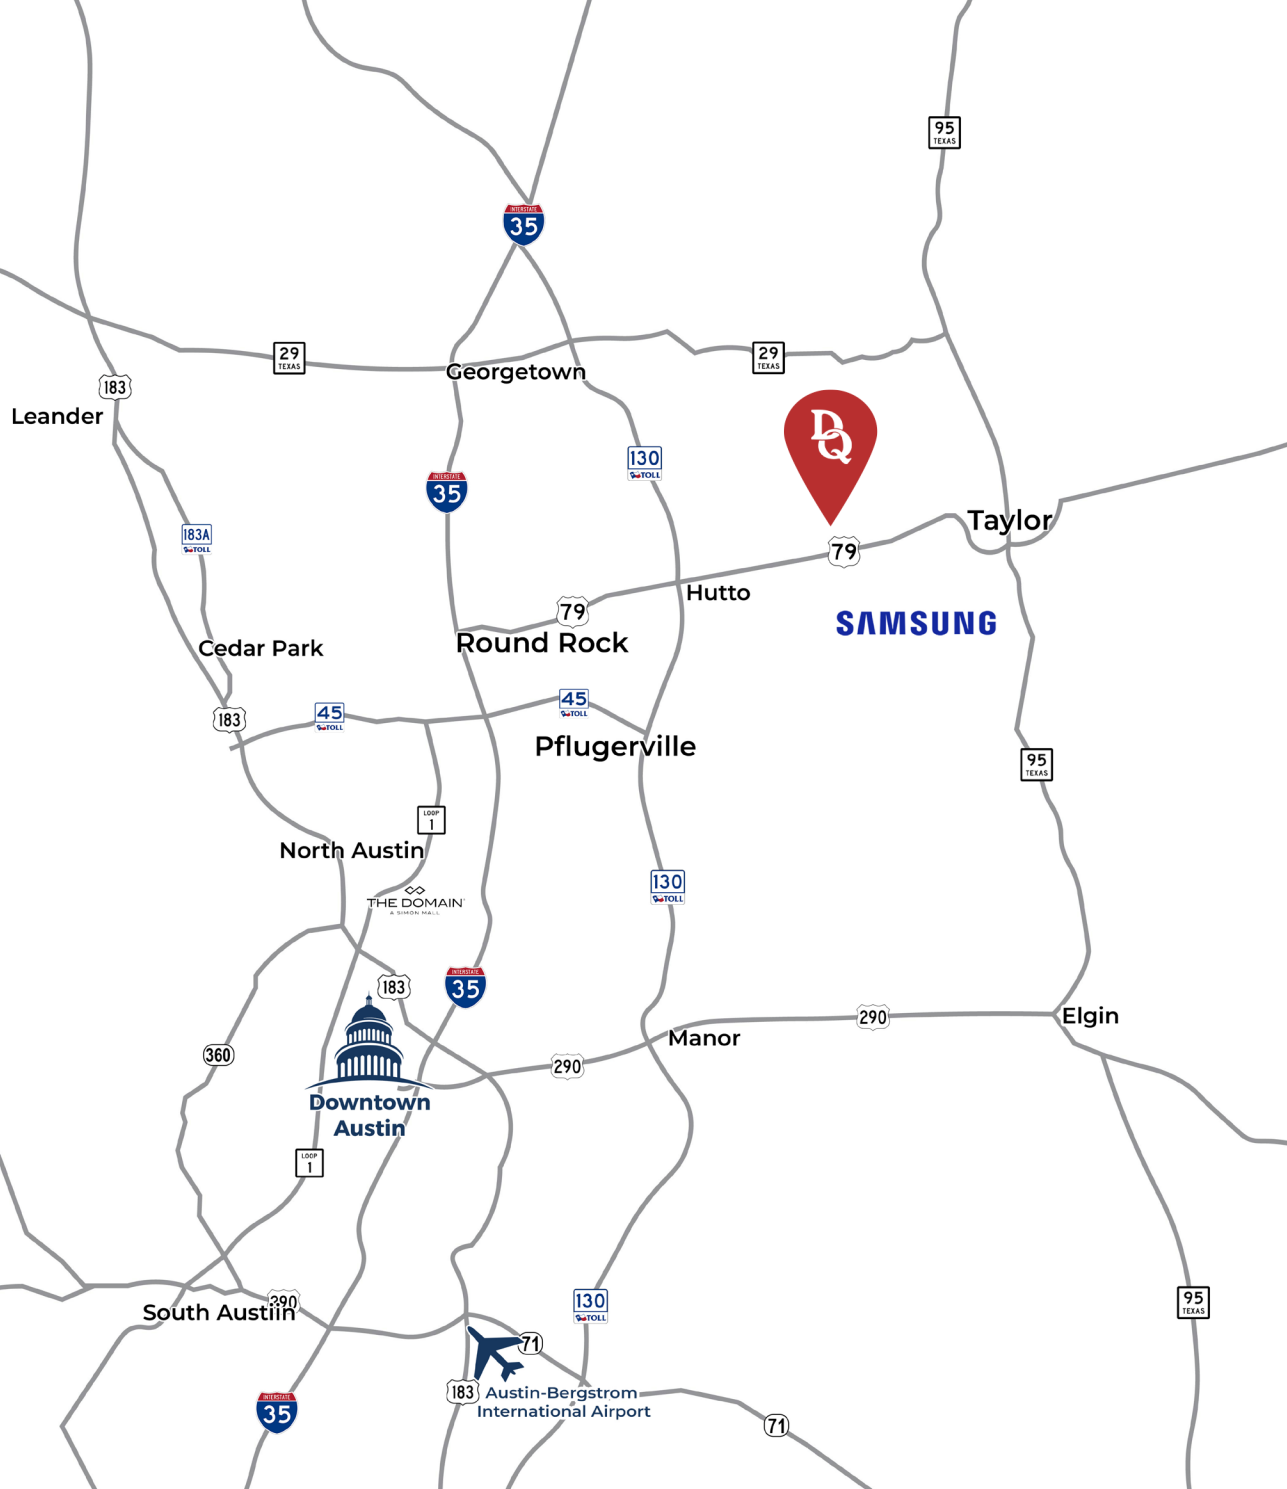 95
TEXAS
INTERSTATE
35
29
TEXAS
29
TEXAS
Georgetown
183
Leander
DQ
130
TOLL
INTERSTATE
35
Taylor
183A
TOLL
79
Hutto
79
SAMSUNG
Round Rock
Cedar Park
45
TOLL
45
TOLL
183
Pflugerville
95
TEXAS
LOOP
1
North Austin
130
TOLL
THE DOMAIN
A SIMON MALL
183
INTERSTATE
35
290
Elgin
Manor
360
290
Downtown
Austin
LOOP
1
290
South Austiin
130
TOLL
95
TEXAS
71
183
Austin-Bergstrom
International Airport
INTERSTATE
35
71